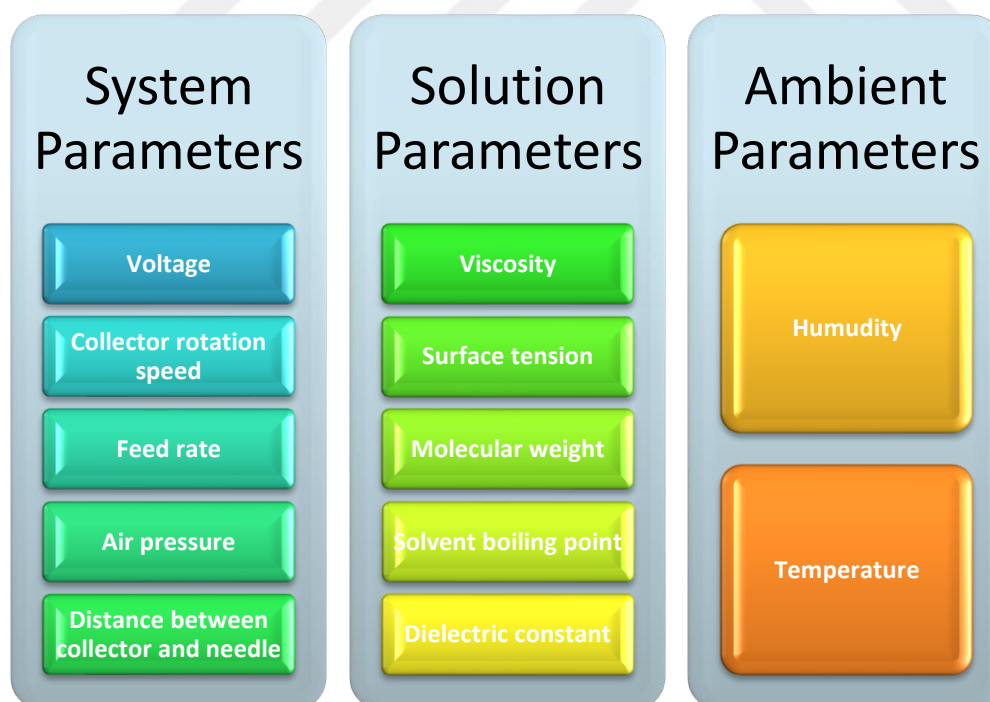 System
Parameters
Voltage
Collector rotation
speed
Feed rate
Air pressure
Distance between
collector and needle
Solution
Parameters
Viscosity
Surface tension
Molecular weight
Solvent boiling point
Dielectric constant
Ambient
Parameters
Humudity
Temperature